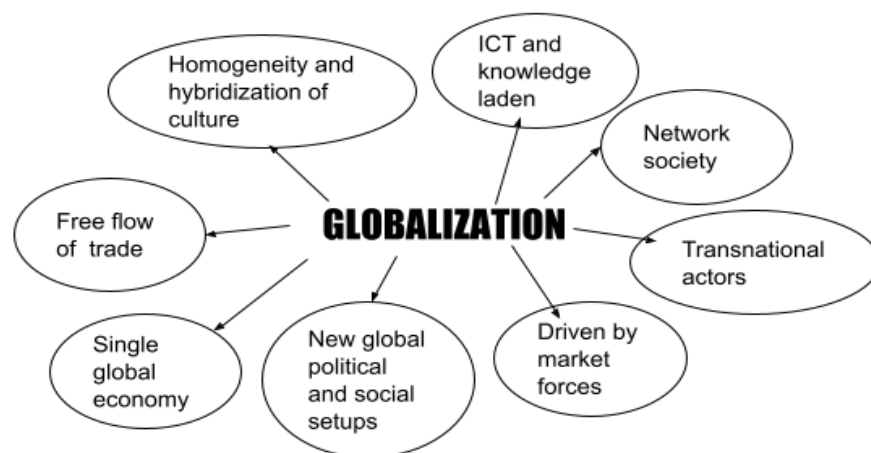 Homogeneity and
hybridization of
culture
ICT and
knowledge
laden
Network
society
Free flow
of trade
GLOBALIZATION
Transnational
actors
Single
global
economy
New global
political
and social
setups
Driven by
market
forces